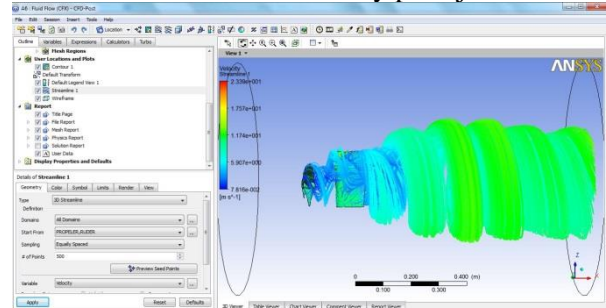 A6 : Fluid Flow (CFX) - CFD-Post
File Edit Session Insert Tools Help
Location
Outline Variables Expressions Calculators Turbo
Mesh Regions
User Locations and Plots
Contour 1
Default Transform
Default Legend View 1
Streamline 1
Wireframe
Report
Title Page
File Report
Mesh Report
Physics Report
Solution Report
User Data
Display Properties and Defaults
Details of Streamline 1
Geometry Color Symbol Limits Render View
Type 3D Streamline
Definition
Domains All Domains
Start From PROPELER,RUDER
Sampling Equally Spaced
# of Points 500
Preview Seed Points
Variable Velocity
Apply Reset Defaults
View 1
ANSYS
Velocity
Streamline 1
2.339e+001
1.757e+001
1.174e+001
5.907e+000
7.816e-002
[m s^-1]
0 0.200 0.400 (m)
0.100 0.300
Z
3D Viewer Table Viewer Chart Viewer Comment Viewer Report Viewer